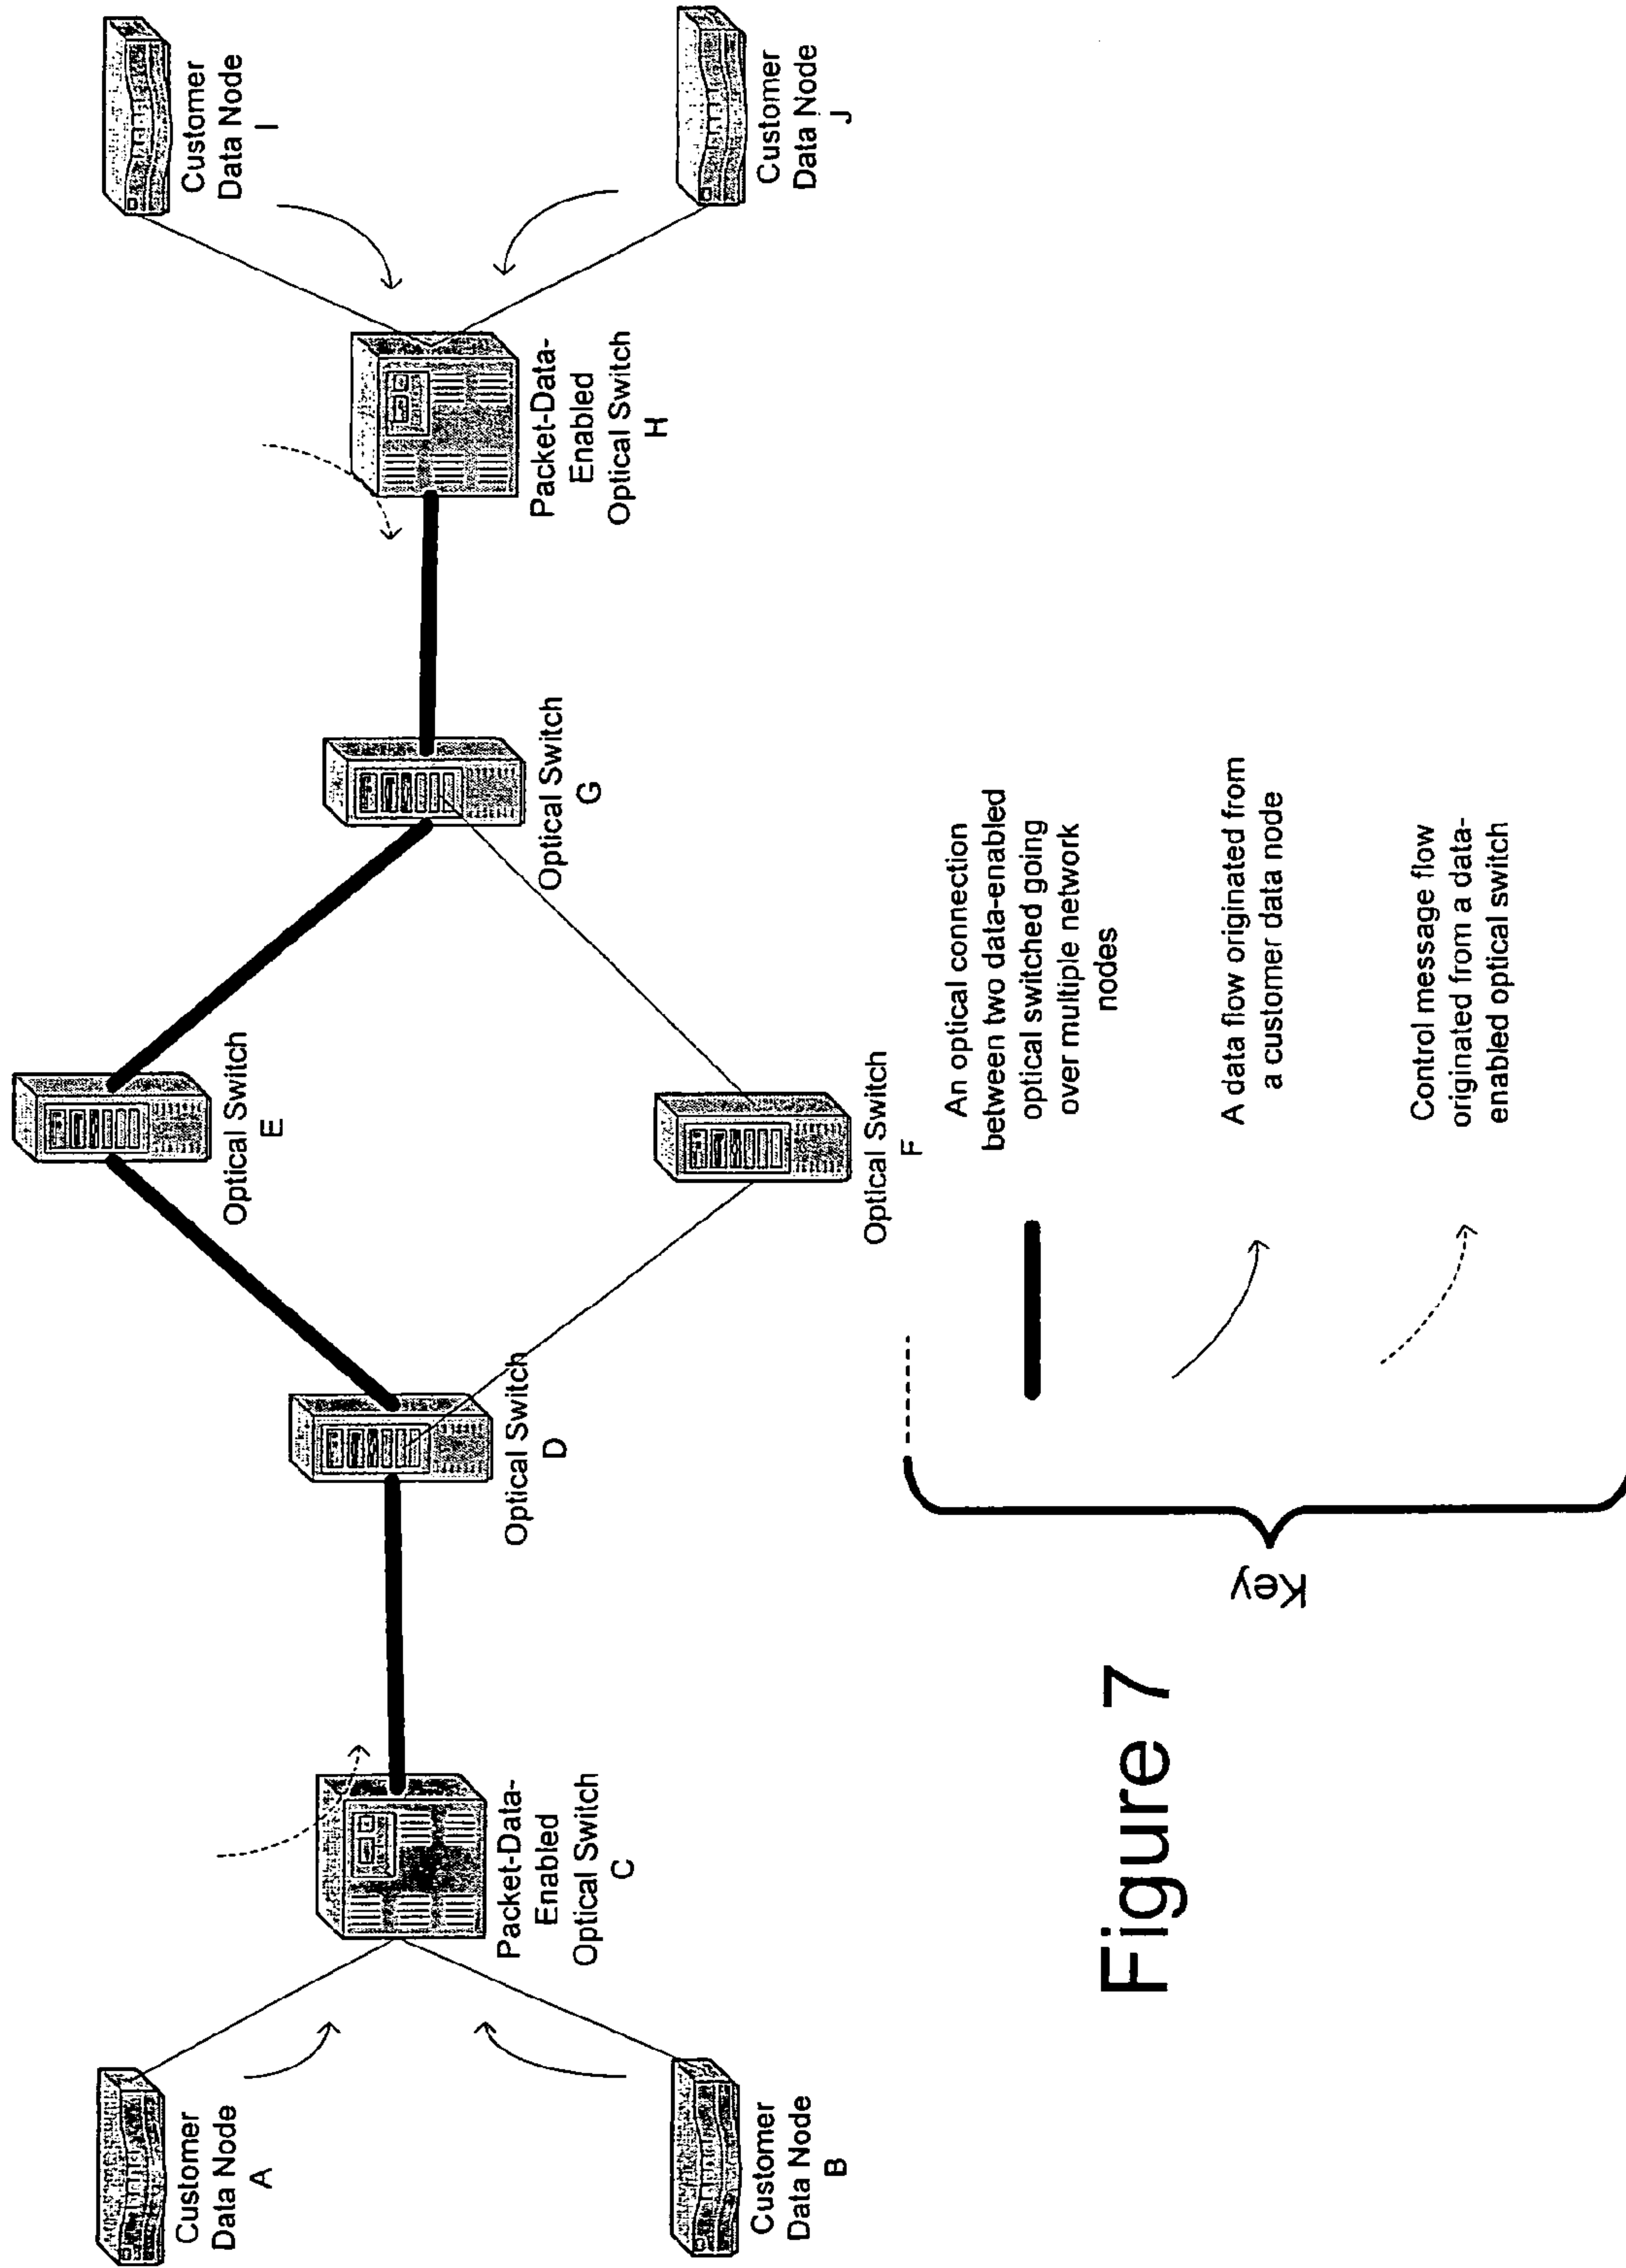 Customer
Data Node
A
Customer
Data Node
B
Packet-Data-
Enabled
Optical Switch
C
Optical Switch
D
Optical Switch
E
Optical Switch
F
Optical Switch
G
Packet-Data-
Enabled
Optical Switch
H
Customer
Data Node
I
Customer
Data Node
J
Key
An optical connection
between two data-enabled
optical switched going
over multiple network
nodes
A data flow originated from
a customer data node
Control message flow
originated from a data-
enabled optical switch
Figure 7